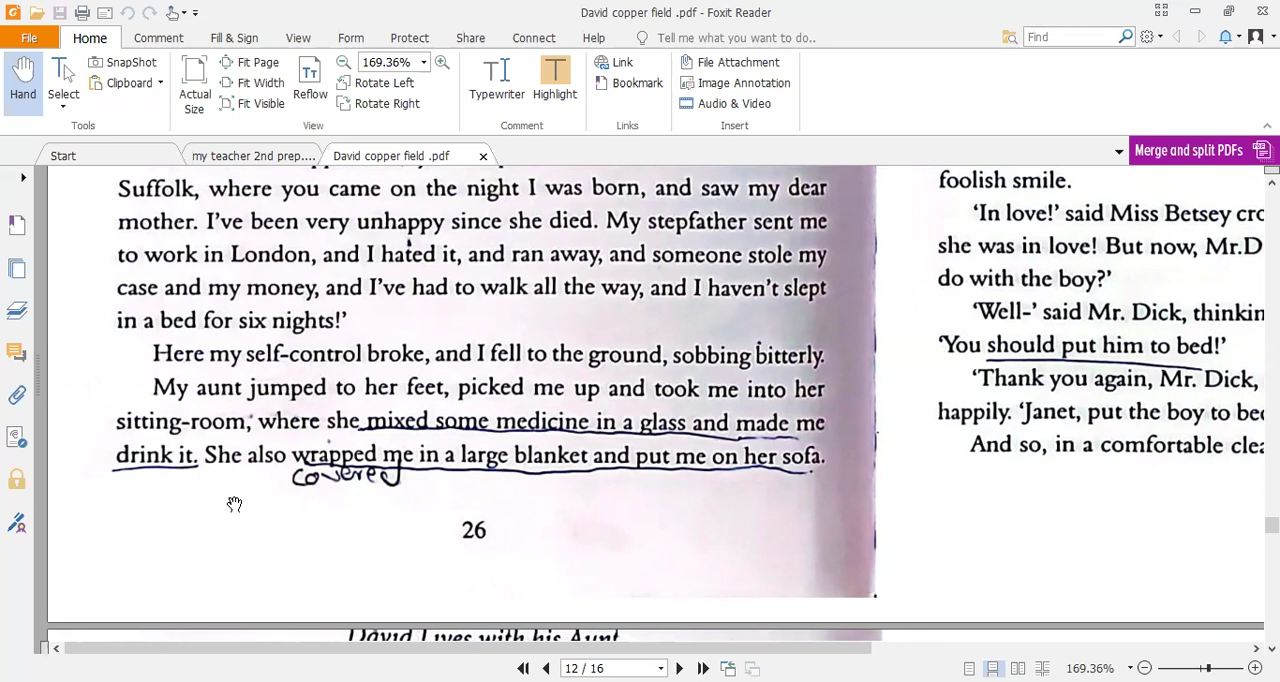 David copper field .pdf - Foxit Reader
File Home Comment Fill & Sign View Form Protect Share Connect Help Tell me what you want to do.. Find
Hand Select SnapShot Clipboard Actual Size Fit Page Fit Width Fit Visible Reflow 169.36% Rotate Left Rotate Right Typewriter Highlight Link Bookmark File Attachment Image Annotation Audio & Video
Tools View Comment Links Insert
Start my teacher 2nd prep.... David copper field .pdf Merge and split PDFs
Suffolk, where you came on the night I was born, and saw my dear
mother. I've been very unhappy since she died. My stepfather sent me
to work in London, and I hated it, and ran away, and someone stole my
case and my money, and I've had to walk all the way, and I haven't slept
in a bed for six nights!'
Here my self-control broke, and I fell to the ground, sobbing bitterly.
My aunt jumped to her feet, picked me up and took me into her
sitting-room, where she mixed some medicine in a glass and made me
drink it. She also wrapped me in a large blanket and put me on her sofa.
covered
26
David Lives with his Aunt
foolish smile.
'In love!' said Miss Betsey cro
she was in love! But now, Mr.D
do with the boy?'
'Well-' said Mr. Dick, thinkin
'You should put him to bed!'
'Thank you again, Mr. Dick,
happily. 'Janet, put the boy to bed
And so, in a comfortable clea
12 / 16 169.36%